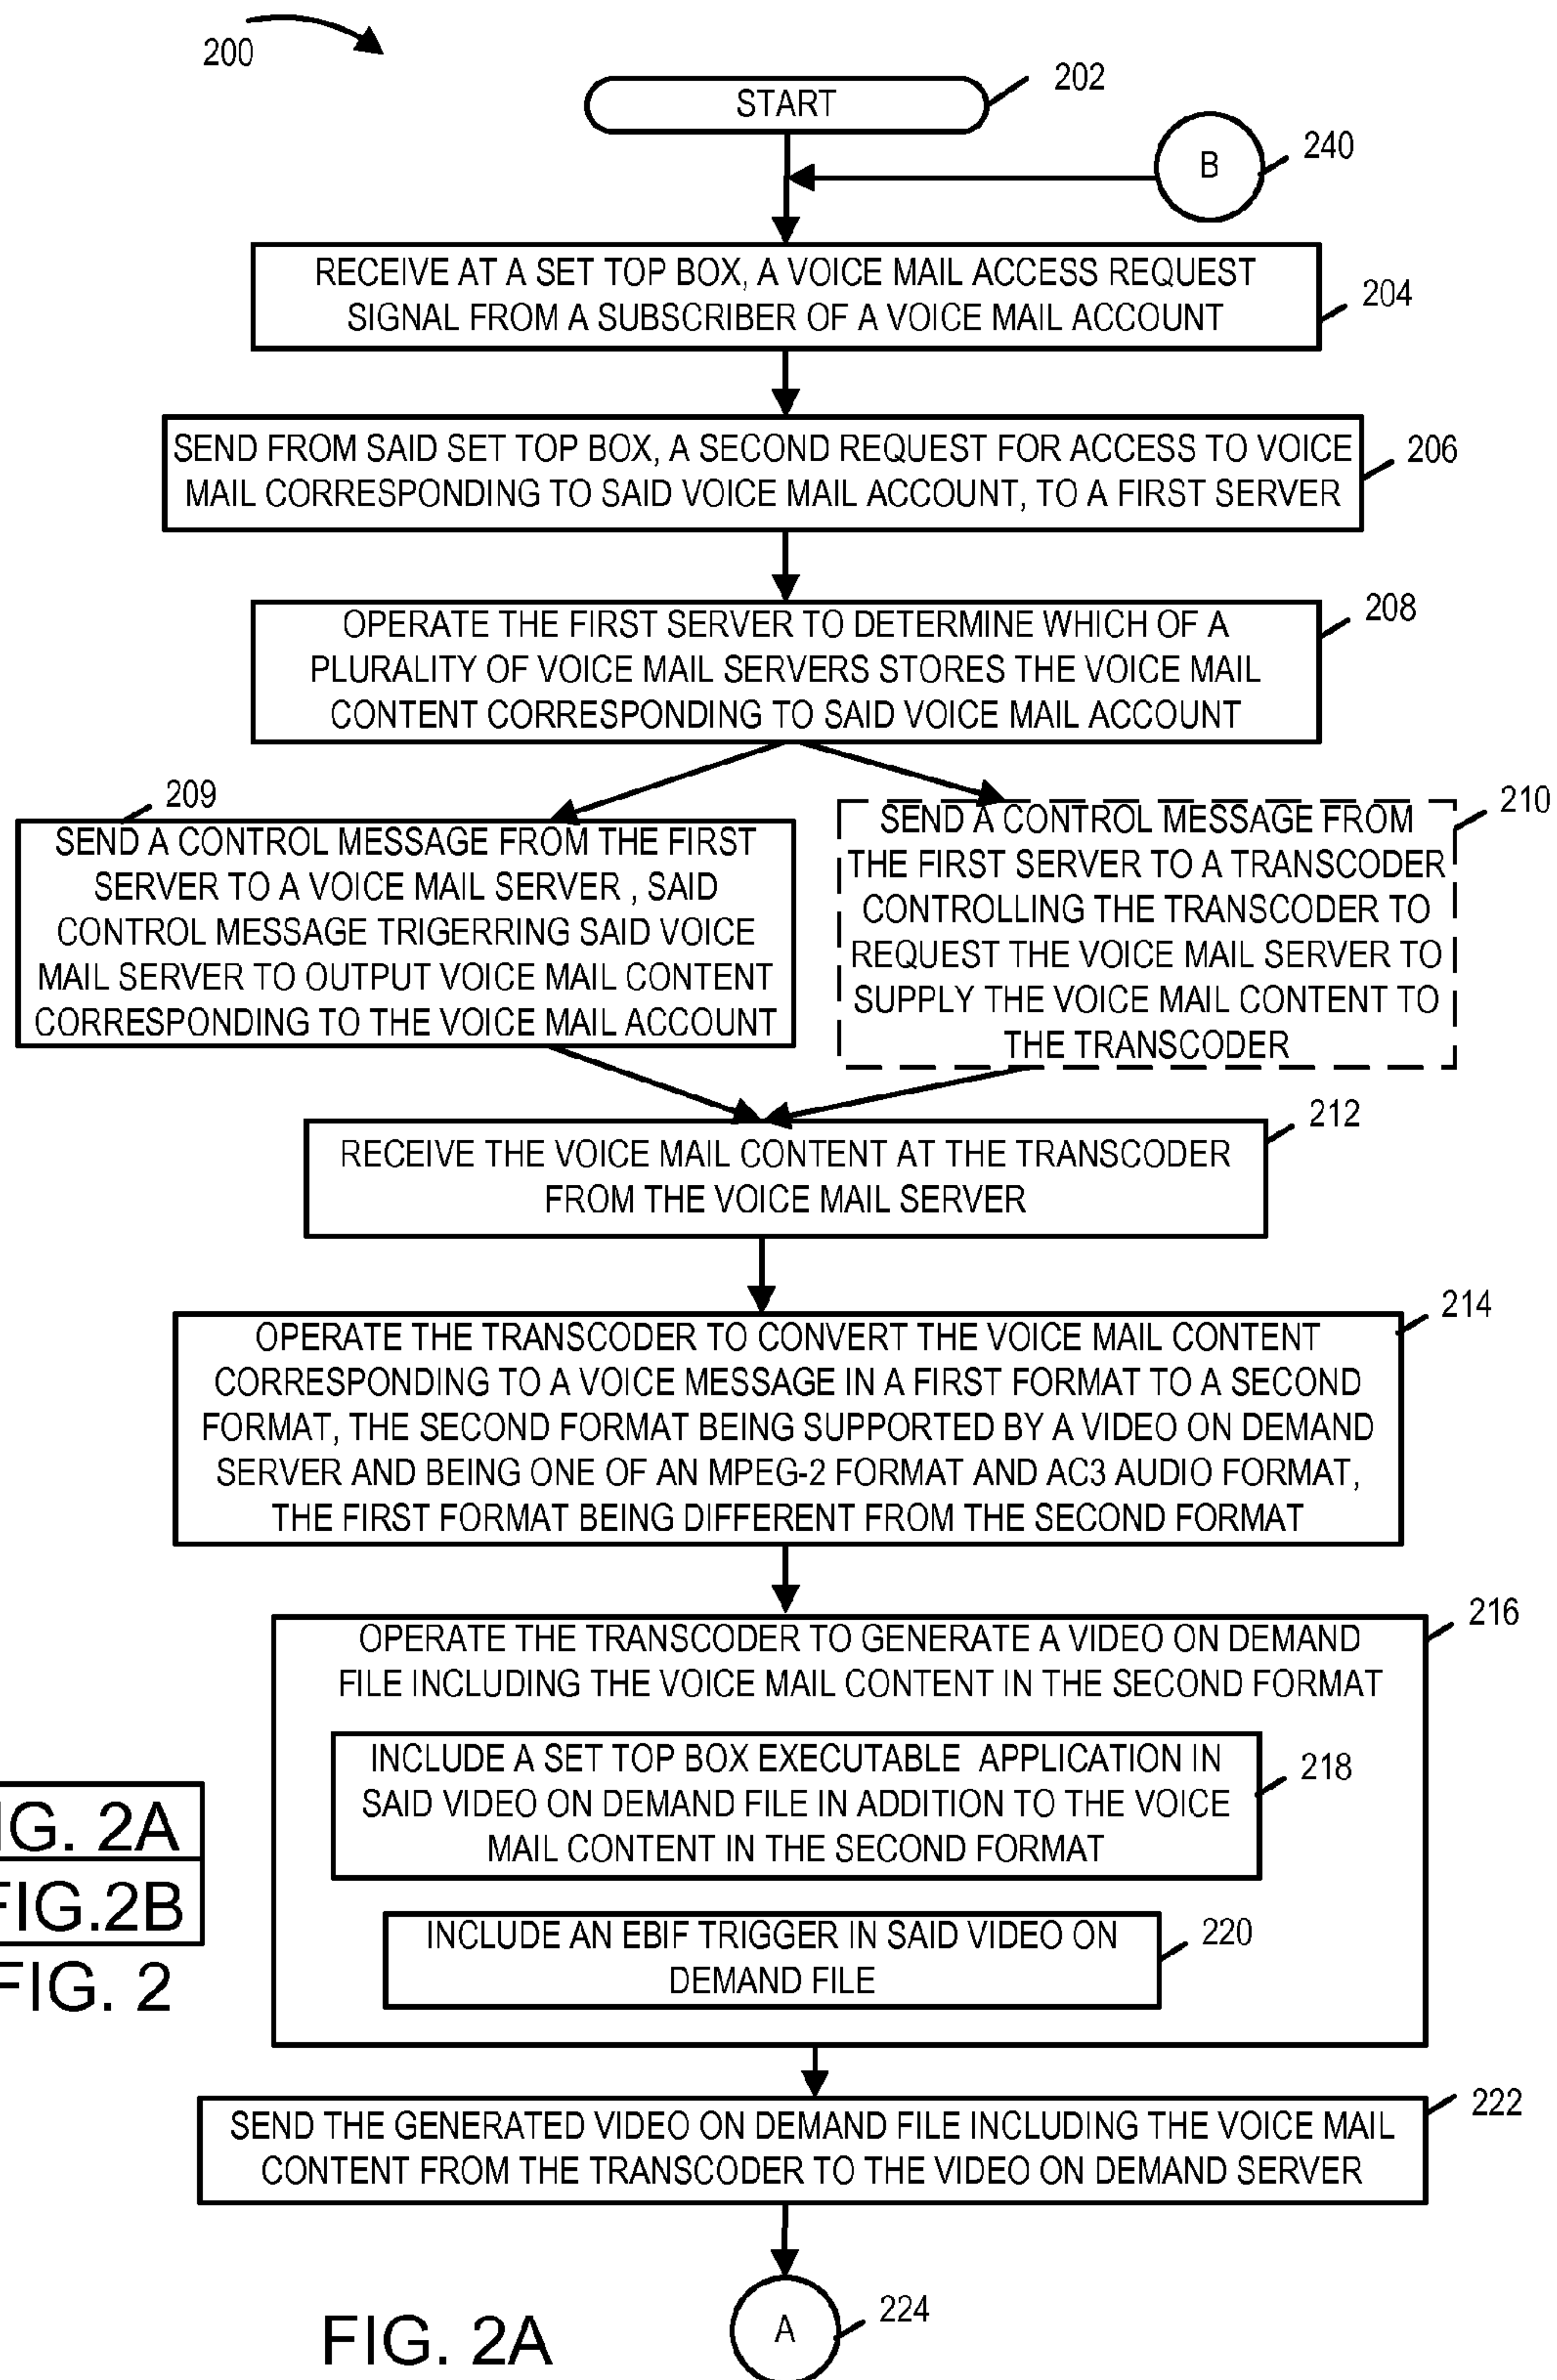 200
START
202
B
240
RECEIVE AT A SET TOP BOX, A VOICE MAIL ACCESS REQUEST
SIGNAL FROM A SUBSCRIBER OF A VOICE MAIL ACCOUNT
204
SEND FROM SAID SET TOP BOX, A SECOND REQUEST FOR ACCESS TO VOICE
MAIL CORRESPONDING TO SAID VOICE MAIL ACCOUNT, TO A FIRST SERVER
206
OPERATE THE FIRST SERVER TO DETERMINE WHICH OF A
PLURALITY OF VOICE MAIL SERVERS STORES THE VOICE MAIL
CONTENT CORRESPONDING TO SAID VOICE MAIL ACCOUNT
208
209
SEND A CONTROL MESSAGE FROM THE FIRST
SERVER TO A VOICE MAIL SERVER , SAID
CONTROL MESSAGE TRIGERRING SAID VOICE
MAIL SERVER TO OUTPUT VOICE MAIL CONTENT
CORRESPONDING TO THE VOICE MAIL ACCOUNT
210
SEND A CONTROL MESSAGE FROM
THE FIRST SERVER TO A TRANSCODER
CONTROLLING THE TRANSCODER TO
REQUEST THE VOICE MAIL SERVER TO
SUPPLY THE VOICE MAIL CONTENT TO
THE TRANSCODER
212
RECEIVE THE VOICE MAIL CONTENT AT THE TRANSCODER
FROM THE VOICE MAIL SERVER
214
OPERATE THE TRANSCODER TO CONVERT THE VOICE MAIL CONTENT
CORRESPONDING TO A VOICE MESSAGE IN A FIRST FORMAT TO A SECOND
FORMAT, THE SECOND FORMAT BEING SUPPORTED BY A VIDEO ON DEMAND
SERVER AND BEING ONE OF AN MPEG-2 FORMAT AND AC3 AUDIO FORMAT,
THE FIRST FORMAT BEING DIFFERENT FROM THE SECOND FORMAT
216
OPERATE THE TRANSCODER TO GENERATE A VIDEO ON DEMAND
FILE INCLUDING THE VOICE MAIL CONTENT IN THE SECOND FORMAT
INCLUDE A SET TOP BOX EXECUTABLE APPLICATION IN
SAID VIDEO ON DEMAND FILE IN ADDITION TO THE VOICE
MAIL CONTENT IN THE SECOND FORMAT
218
INCLUDE AN EBIF TRIGGER IN SAID VIDEO ON
DEMAND FILE
220
IG. 2A
FIG.2B
FIG. 2
222
SEND THE GENERATED VIDEO ON DEMAND FILE INCLUDING THE VOICE MAIL
CONTENT FROM THE TRANSCODER TO THE VIDEO ON DEMAND SERVER
A
224
FIG. 2A